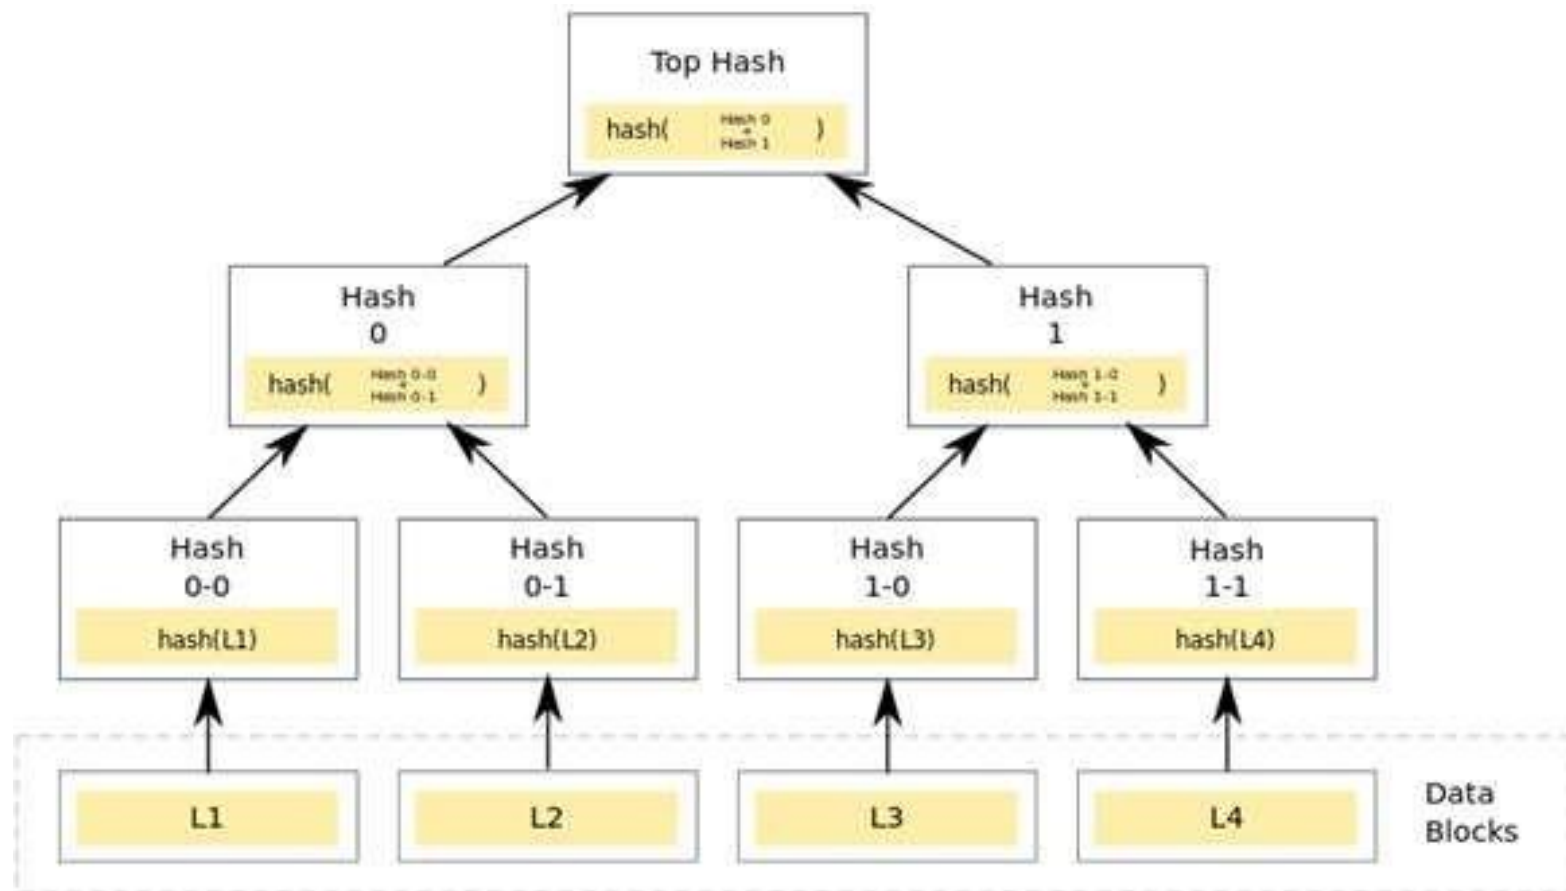 Top Hash
hash( Hash 0 + Hash 1 )
Hash
0
hash( Hash 0-0 + Hash 0-1 )
Hash
1
hash( Hash 1-0 + Hash 1-1 )
Hash
0-0
hash(L1)
Hash
0-1
hash(L2)
Hash
1-0
hash(L3)
Hash
1-1
hash(L4)
L1
L2
L3
L4
Data
Blocks